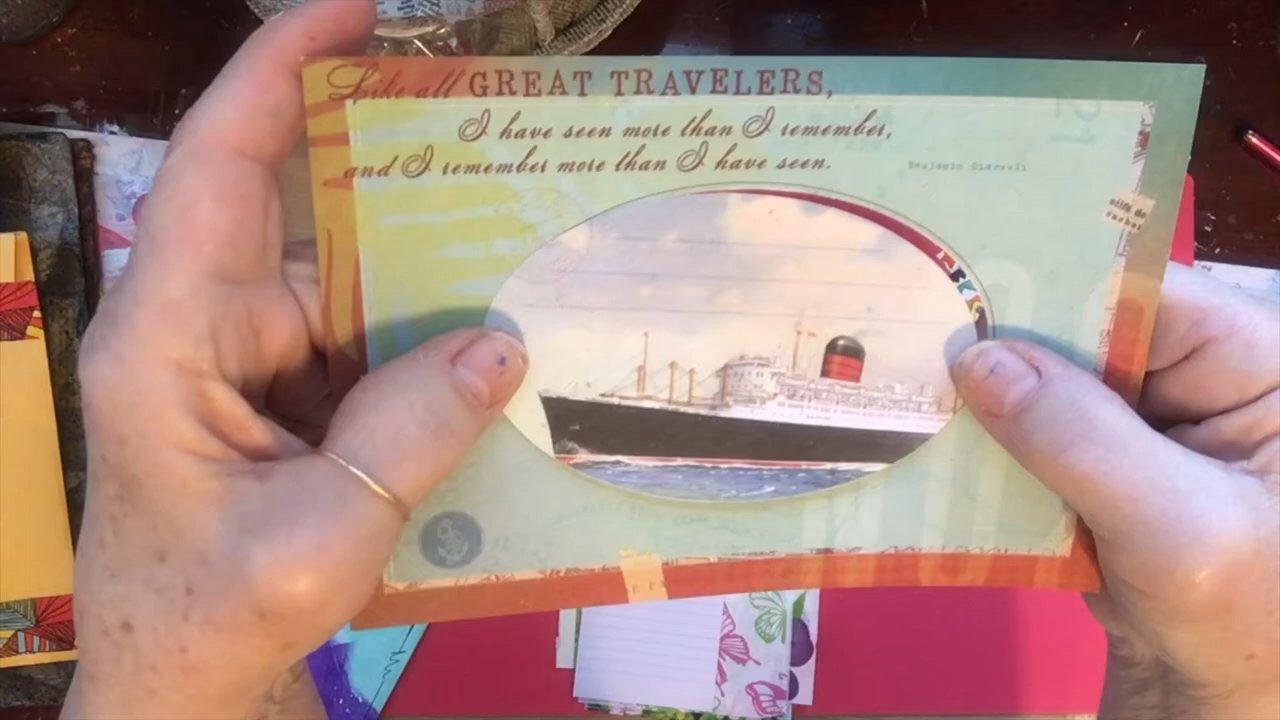 Like all GREAT TRAVELERS,
I have seen more than I remember,
and I remember more than I have seen.
Benjamin Disraeli